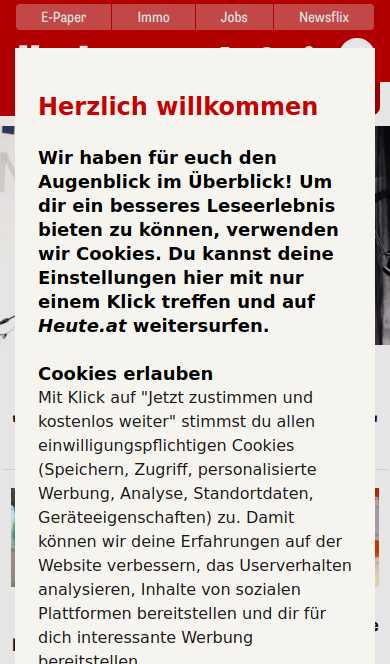 E-Paper Immo Jobs Newsflix
Herzlich willkommen
Wir haben für euch den
Augenblick im Überblick! Um
dir ein besseres Leseerlebnis
bieten zu können, verwenden
wir Cookies. Du kannst deine
Einstellungen hier mit nur
einem Klick treffen und auf
Heute.at weitersurfen.
Cookies erlauben
Mit Klick auf "Jetzt zustimmen und
kostenlos weiter" stimmst du allen
einwilligungspflichtigen Cookies
(Speichern, Zugriff, personalisierte
Werbung, Analyse, Standortdaten,
Geräteeigenschaften) zu. Damit
können wir deine Erfahrungen auf der
Website verbessern, das Userverhalten
analysieren, Inhalte von sozialen
Plattformen bereitstellen und dir für
dich interessante Werbung
bereitstellen